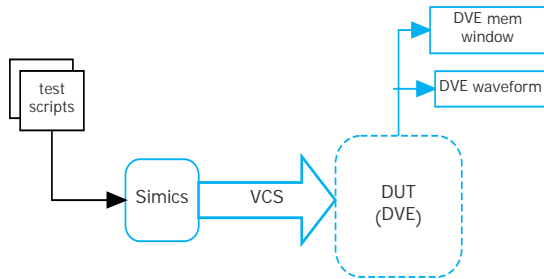 DVE mem
window
DVE waveform
test
scripts
Simics
VCS
DUT
(DVE)